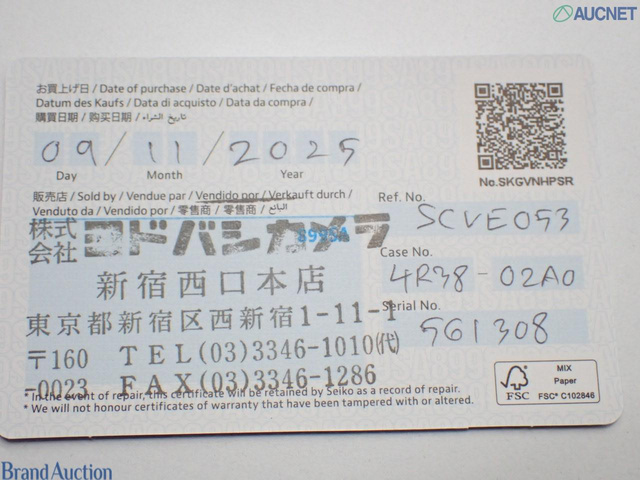 AUCNET
お買上げ日 / Date of purchase / Date d'achat / Fecha de compra /
Datum des Kaufs / Data di acquisto / Data da compra /
購買日期 / 购买日期 / تاريخ الشراء
09/11/2025
Day Month Year
No.SKGVNHPSR
販売店 / Sold by / Vendue par / Vendido por / Verkauft durch /
Venduto da / Vendido por / 零售商 / 零售商 / البائع
Ref. No.
SCVE053
株式会社 ヨドバシカメラ
新宿西口本店
東京都新宿区西新宿1-11-1
〒160 TEL(03)3346-1010(代)
-0023 FAX(03)3346-1286
Case No.
4R38-02A0
Serial No.
561308
* In the event of repair, this certificate will be retained by Seiko as a record of repair.
* We will not honour certificates of warranty that have been tampered with or altered.
FSC
MIX
Paper
FSC® C102846
Brand Auction